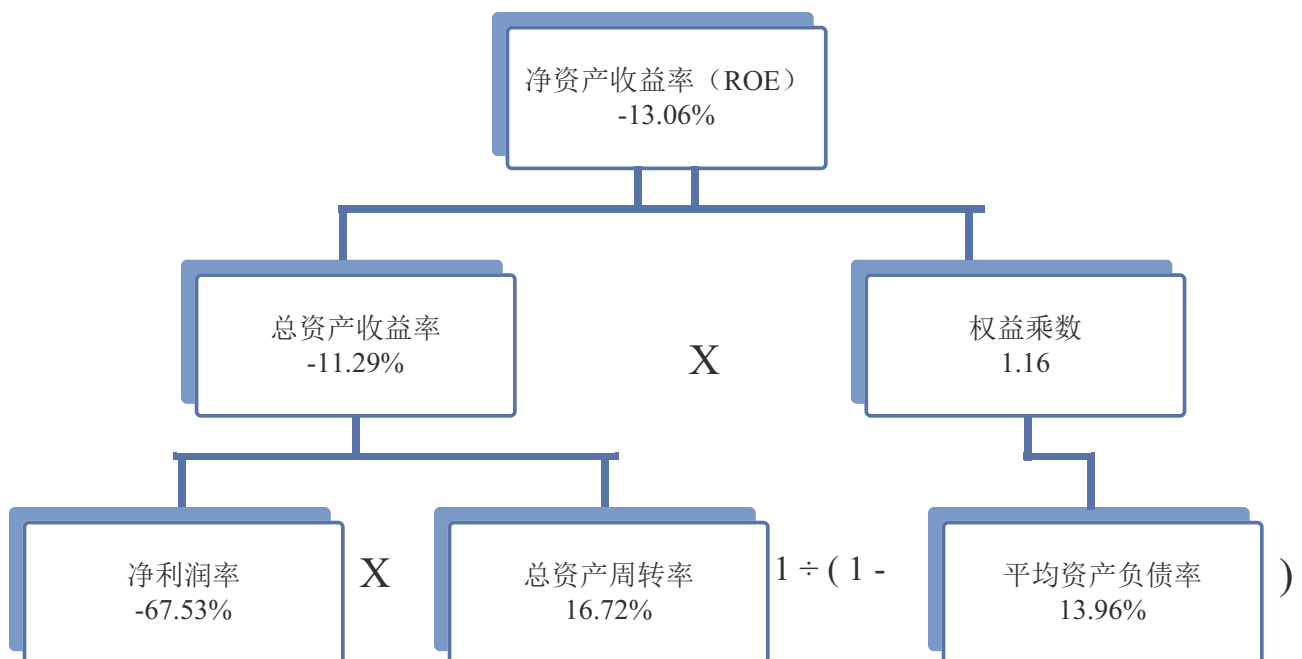 净资产收益率（ROE）
-13.06%
总资产收益率
-11.29%
X
权益乘数
1.16
净利润率
-67.53%
X
总资产周转率
16.72%
1 ÷ ( 1 -
平均资产负债率
13.96%
)